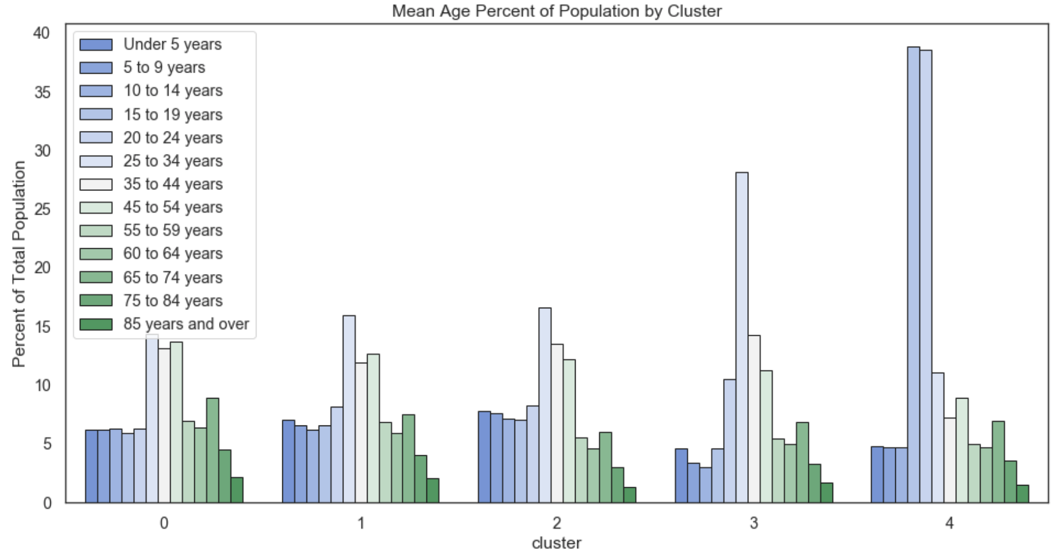 Mean Age Percent of Population by Cluster
Percent of Total Population
40
35
30
25
20
15
10
5
0
Under 5 years
5 to 9 years
10 to 14 years
15 to 19 years
20 to 24 years
25 to 34 years
35 to 44 years
45 to 54 years
55 to 59 years
60 to 64 years
65 to 74 years
75 to 84 years
85 years and over
0 1 2 3 4
cluster